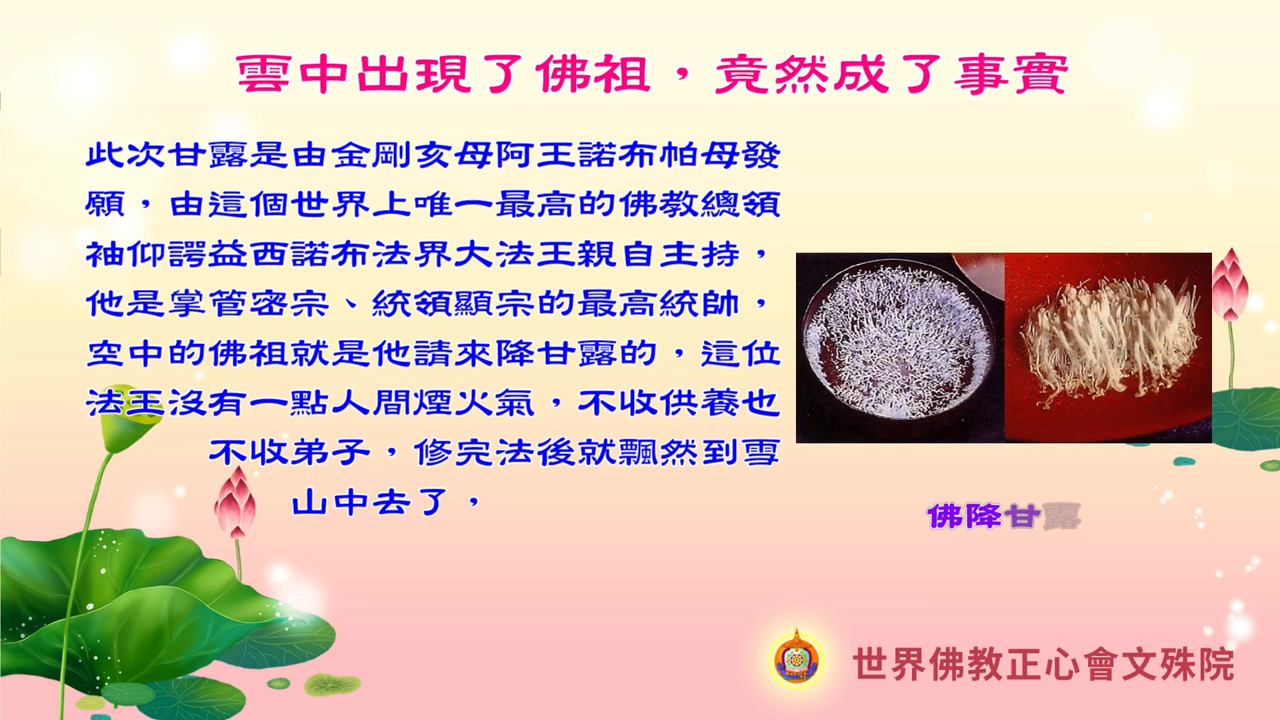 雲中出現了佛祖，竟然成了事實
此次甘露是由金剛亥母阿王諾布帕母發
願，由這個世界上唯一最高的佛教總領
袖仰諤益西諾布法界大法王親自主持，
他是掌管密宗、統領顯宗的最高統帥，
空中的佛祖就是他請來降甘露的，這位
法王沒有一點人間煙火氣，不收供養也
不收弟子，修完法後就飄然到雪
山中去了，
佛降甘露
世界佛教正心會文殊院